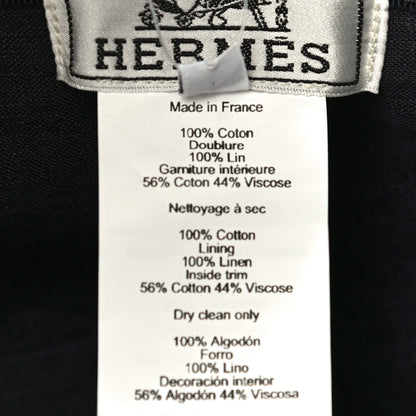 HERMÈS
Made in France
100% Coton
Doublure
100% Lin
Garniture intérieure
56% Coton 44% Viscose
Nettoyage à sec
100% Cotton
Lining
100% Linen
Inside trim
56% Cotton 44% Viscose
Dry clean only
100% Algodón
Forro
100% Lino
Decoración interior
56% Algodón 44% Viscosa